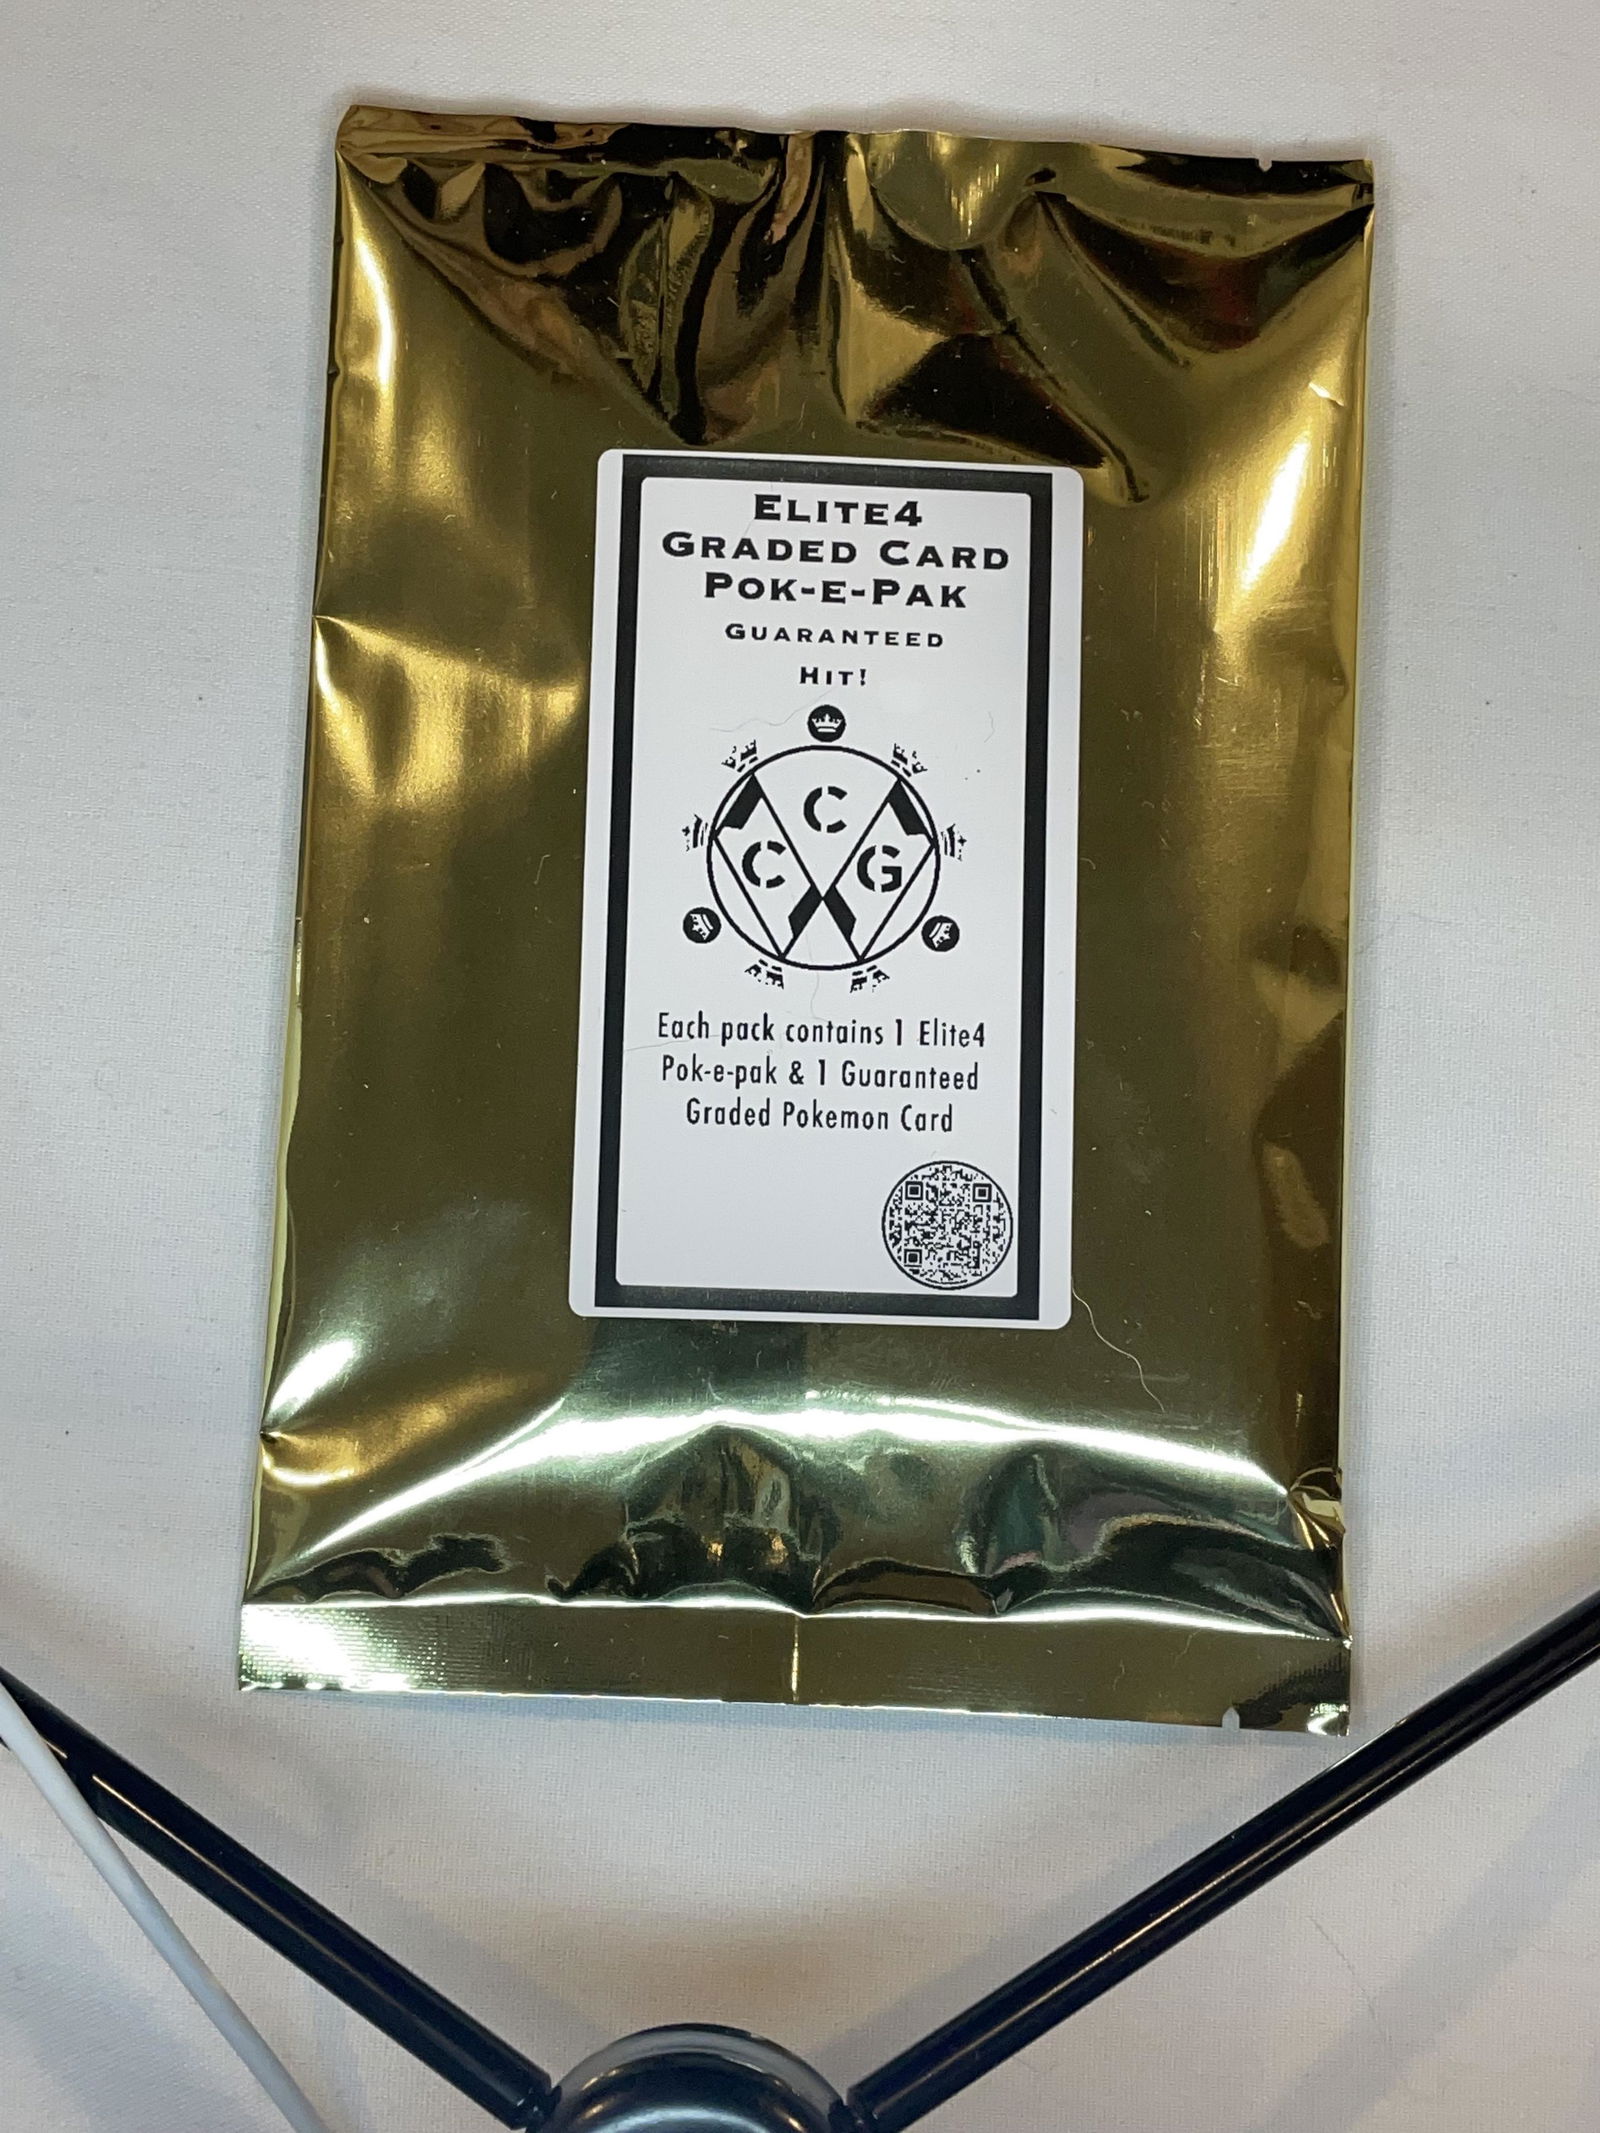 ELITE4
GRADED CARD
POK-E-PAK
GUARANTEED
HIT!
C
C G
Each pack contains 1 Elite4
Pok-e-pak & 1 Guaranteed
Graded Pokemon Card